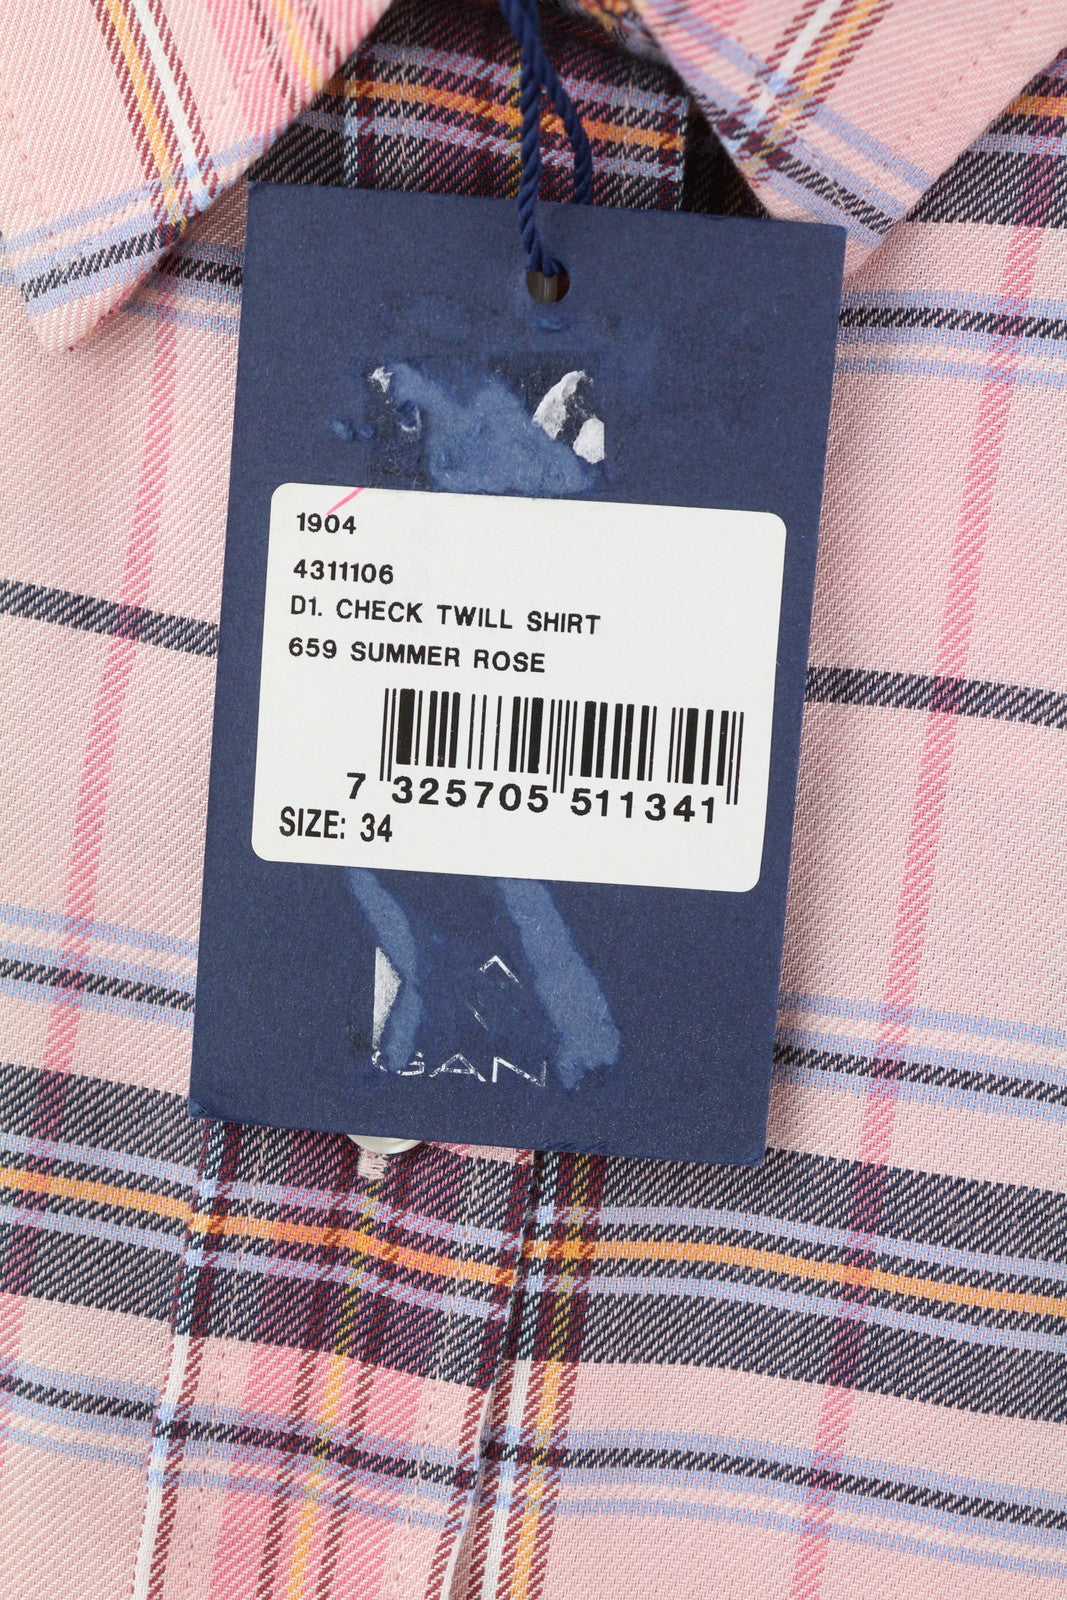 1904
4311106
D1. CHECK TWILL SHIRT
659 SUMMER ROSE
7 325705 511341
SIZE: 34
GAN